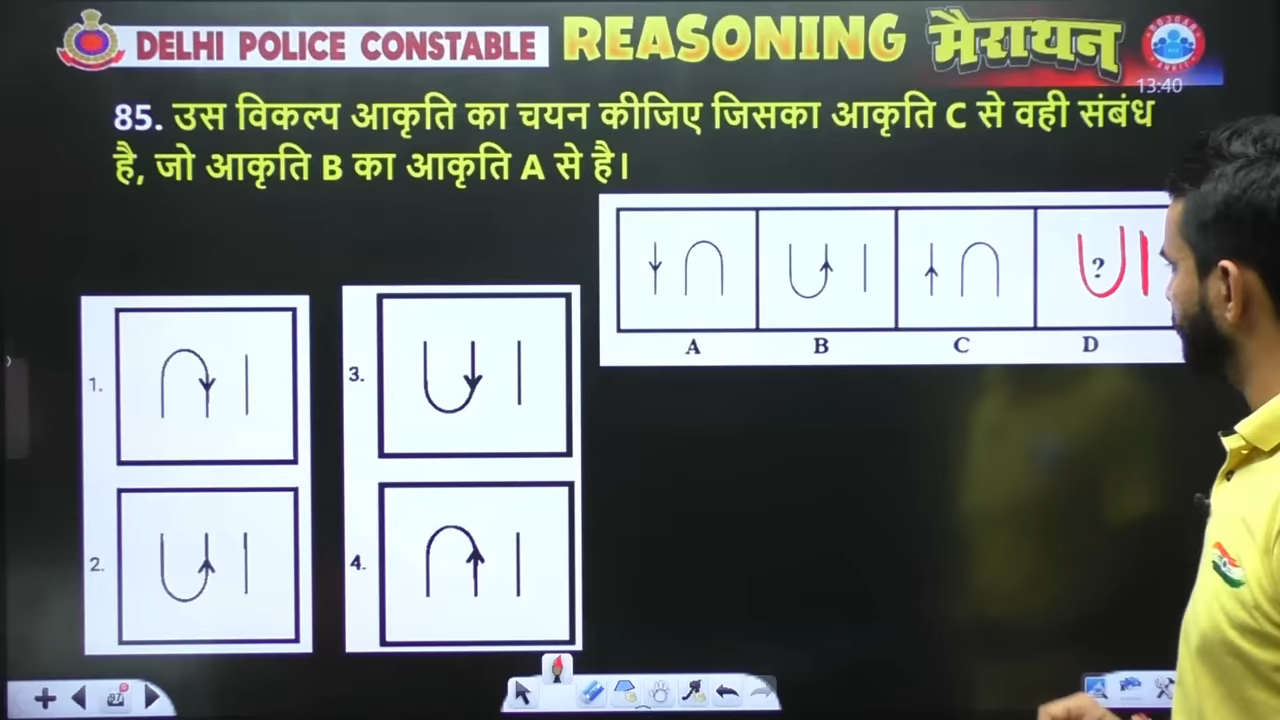 DELHI POLICE CONSTABLE REASONING मैराथन
13:40
85. उस विकल्प आकृति का चयन कीजिए जिसका आकृति C से वही संबंध
है, जो आकृति B का आकृति A से है।
?
A B C D
1.
3.
2.
4.